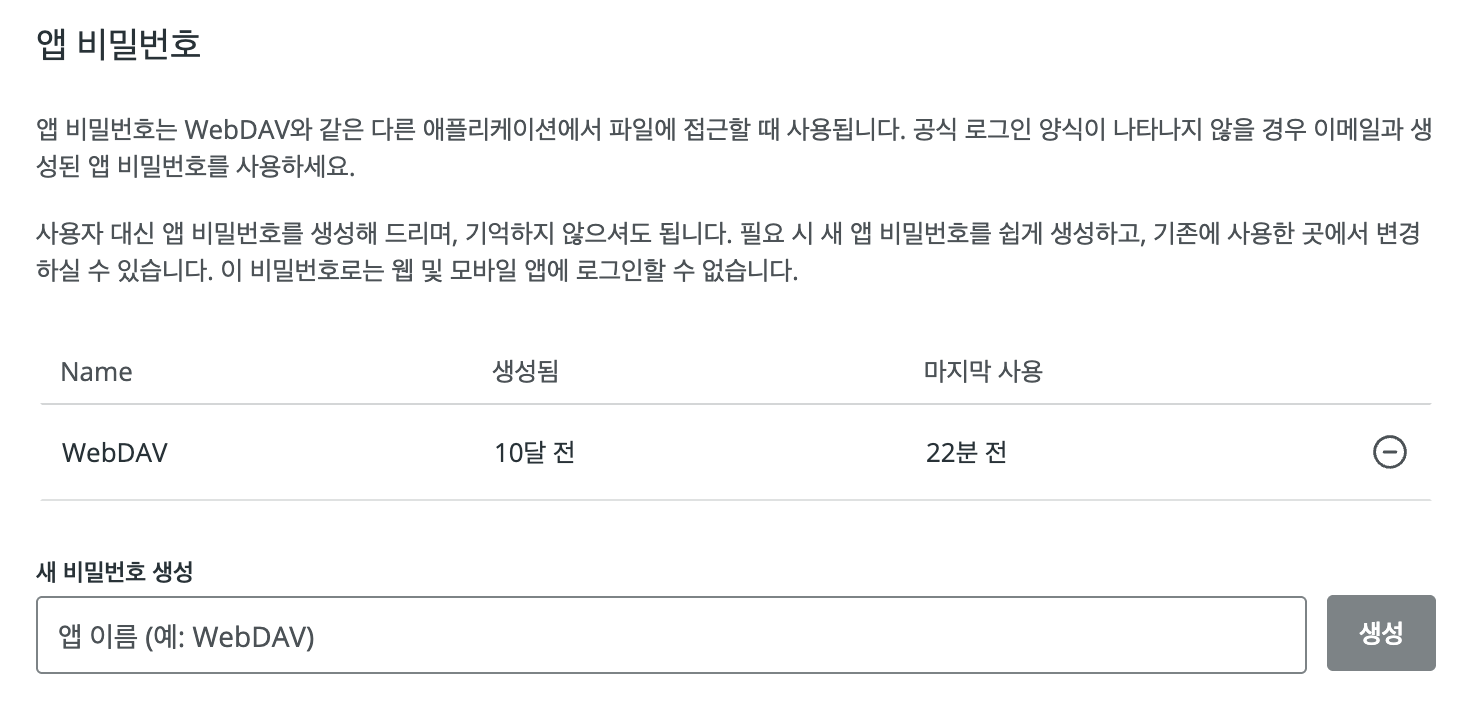 앱 비밀번호
앱 비밀번호는 WebDAV와 같은 다른 애플리케이션에서 파일에 접근할 때 사용됩니다. 공식 로그인 양식이 나타나지 않을 경우 이메일과 생
성된 앱 비밀번호를 사용하세요.
사용자 대신 앱 비밀번호를 생성해 드리며, 기억하지 않으셔도 됩니다. 필요 시 새 앱 비밀번호를 쉽게 생성하고, 기존에 사용한 곳에서 변경
하실 수 있습니다. 이 비밀번호로는 웹 및 모바일 앱에 로그인할 수 없습니다.
Name 생성됨 마지막 사용
WebDAV 10달 전 22분 전
새 비밀번호 생성
앱 이름 (예: WebDAV) 생성